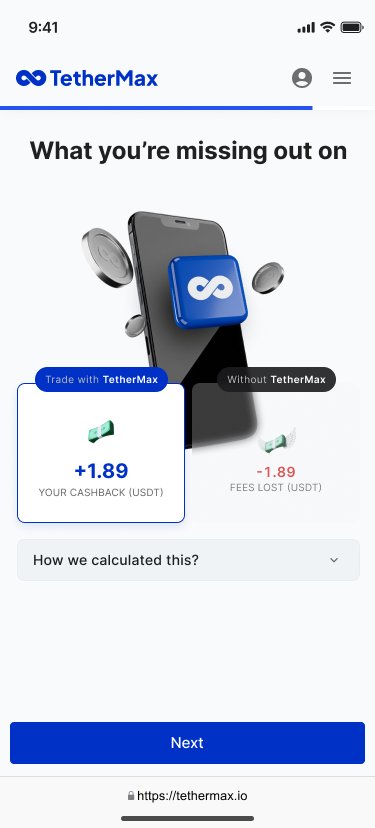 9:41
TetherMax
What you’re missing out on
Trade with TetherMax
Without TetherMax
+1.89
YOUR CASHBACK (USDT)
-1.89
FEES LOST (USDT)
How we calculated this?
Next
https://tethermax.io